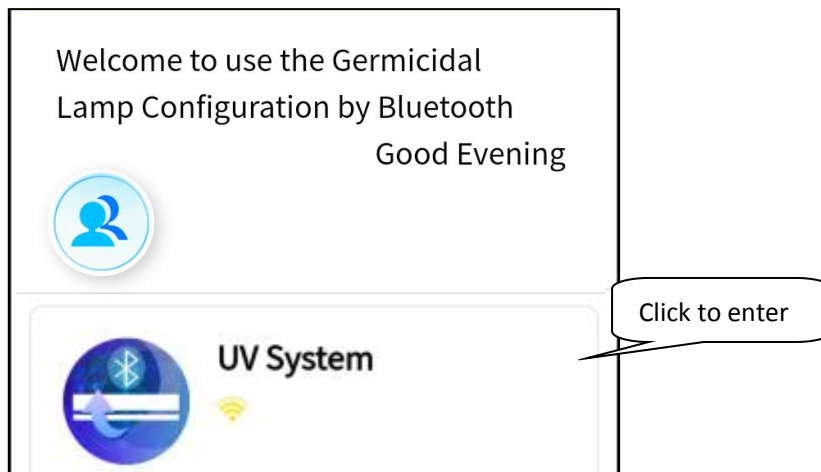 Welcome to use the Germicidal
Lamp Configuration by Bluetooth
Good Evening
Click to enter
UV System